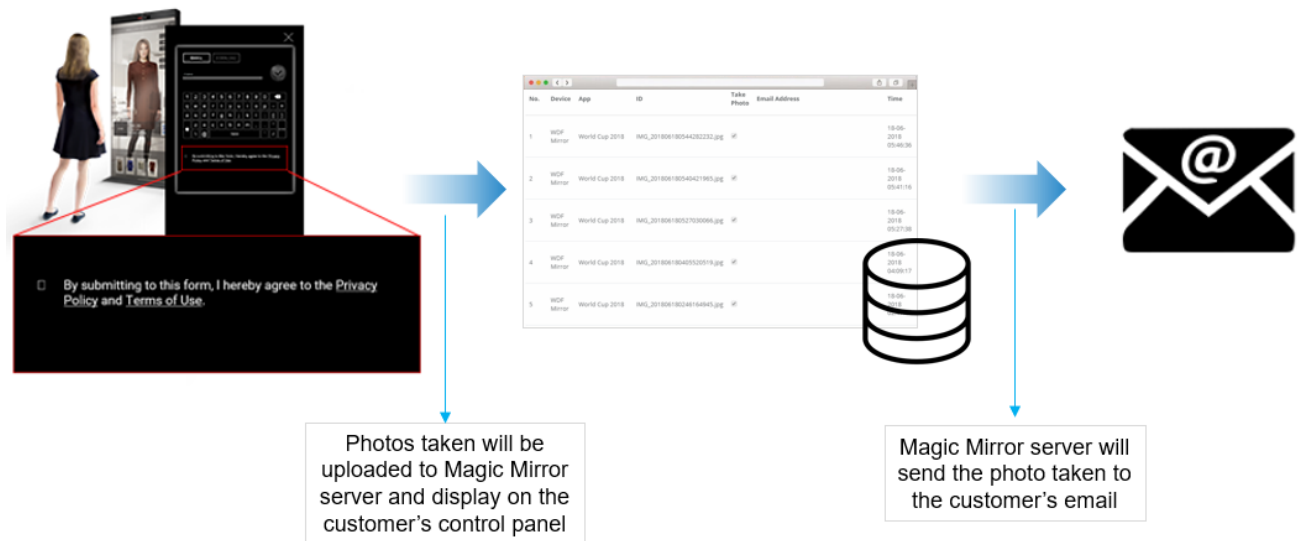 By submitting to this form, I hereby agree to the Privacy
Policy and Terms of Use.
No. Device App ID Take Photo Email Address Time
1 WDF Mirror World Cup 2018 IMG_201806180544282232.jpg 18-06-2018 05:46:36
2 WDF Mirror World Cup 2018 IMG_201806180540421965.jpg 18-06-2018 05:41:16
3 WDF Mirror World Cup 2018 IMG_201806180527030086.jpg 18-06-2018 05:27:36
4 WDF Mirror World Cup 2018 IMG_201806180405520519.jpg 18-06-2018 04:09:17
5 WDF Mirror World Cup 2018 IMG_201806180246164945.jpg 18-06-2018
@
Photos taken will be
uploaded to Magic Mirror
server and display on the
customer's control panel
Magic Mirror server will
send the photo taken to
the customer's email